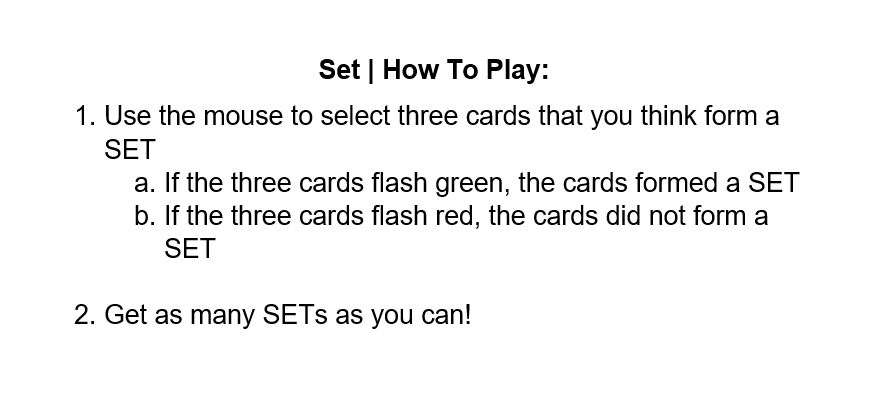 Set | How To Play:
1. Use the mouse to select three cards that you think form a
SET
a. If the three cards flash green, the cards formed a SET
b. If the three cards flash red, the cards did not form a
SET
2. Get as many SETs as you can!